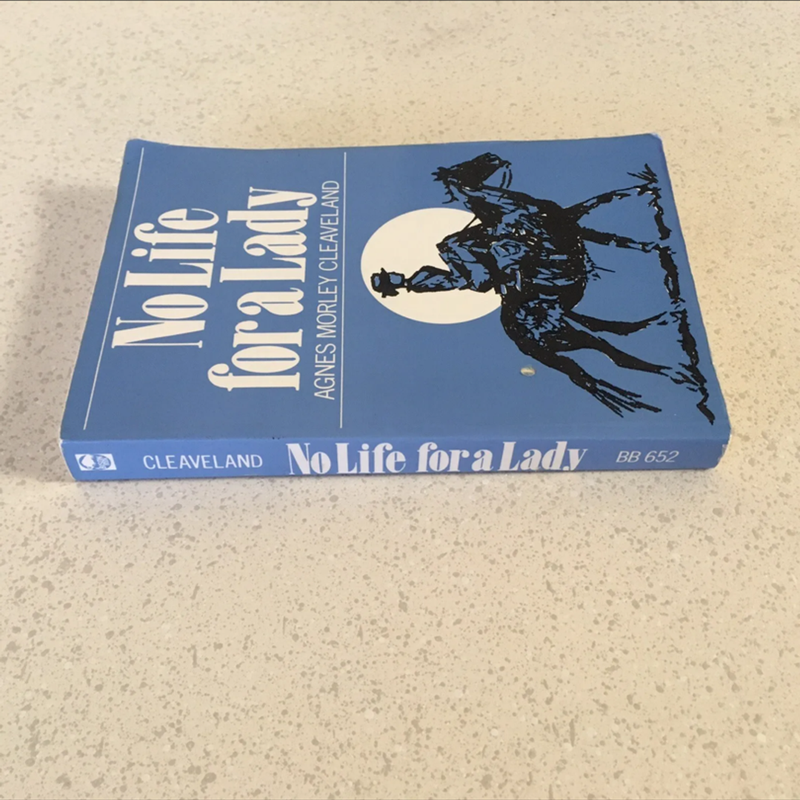 No Life
for a Lady
AGNES MORLEY CLEAVELAND
CLEAVELAND No Life for a Lady BB 652